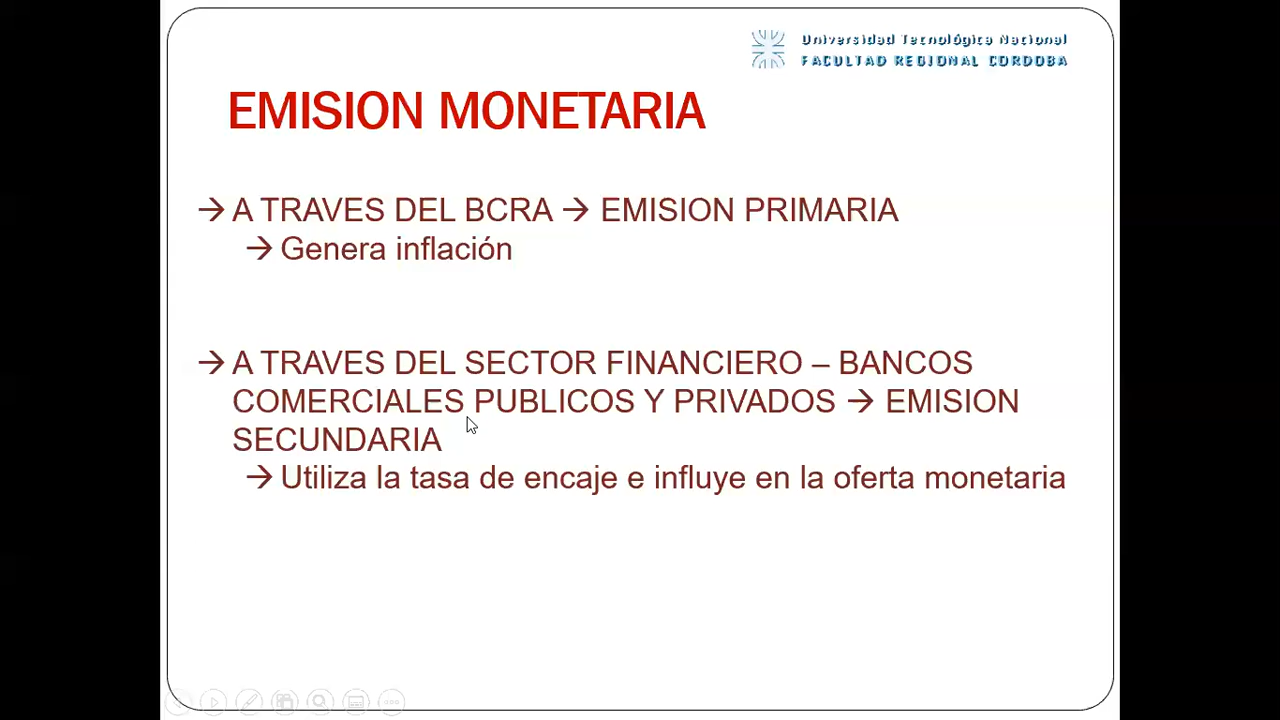 Universidad Tecnológica Nacional
FACULTAD REGIONAL CORDOBA
EMISION MONETARIA
→ A TRAVES DEL BCRA → EMISION PRIMARIA
→ Genera inflación
→ A TRAVES DEL SECTOR FINANCIERO – BANCOS
COMERCIALES PUBLICOS Y PRIVADOS → EMISION
SECUNDARIA
→ Utiliza la tasa de encaje e influye en la oferta monetaria